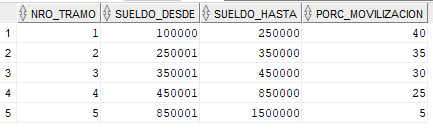 NRO_TRAMO SUELDO_DESDE SUELDO_HASTA PORC_MOVILIZACION
1 1 100000 250000 40
2 2 250001 350000 35
3 3 350001 450000 30
4 4 450001 850000 25
5 5 850001 1500000 5